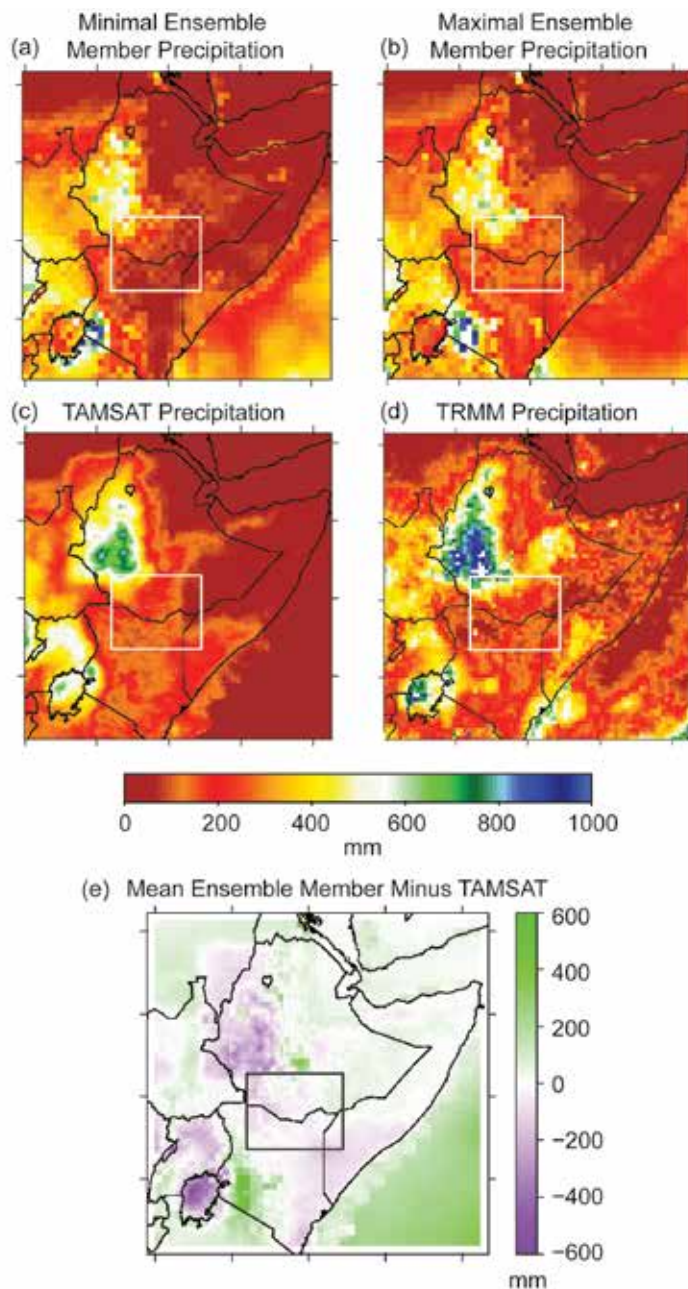 Minimal Ensemble
(a) Member Precipitation
Maximal Ensemble
(b) Member Precipitation
(c) TAMSAT Precipitation
(d) TRMM Precipitation
0 200 400 600 800 1000
mm
(e) Mean Ensemble Member Minus TAMSAT
600
400
200
0
−200
−400
−600
mm